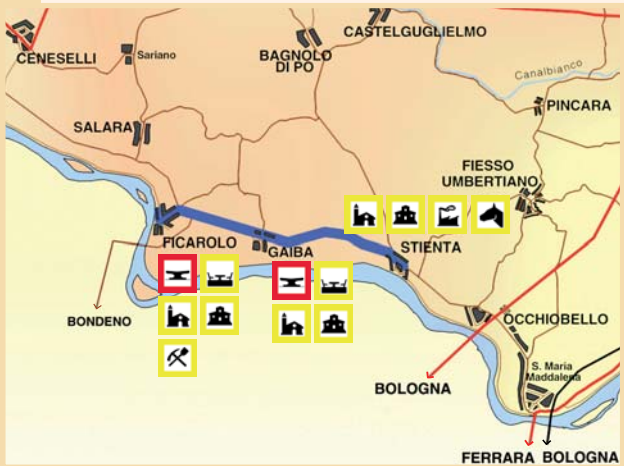 CASTELGUGLIELMO
CENESELLI
Sariano
BAGNOLO
DI PO
Canalbianco
PINCARA
SALARA
FIESSO
UMBERTIANO
FICAROLO
GAIBA
STIENTA
BONDENO
OCCHIOBELLO
S. Maria
Maddalena
BOLOGNA
FERRARA
BOLOGNA